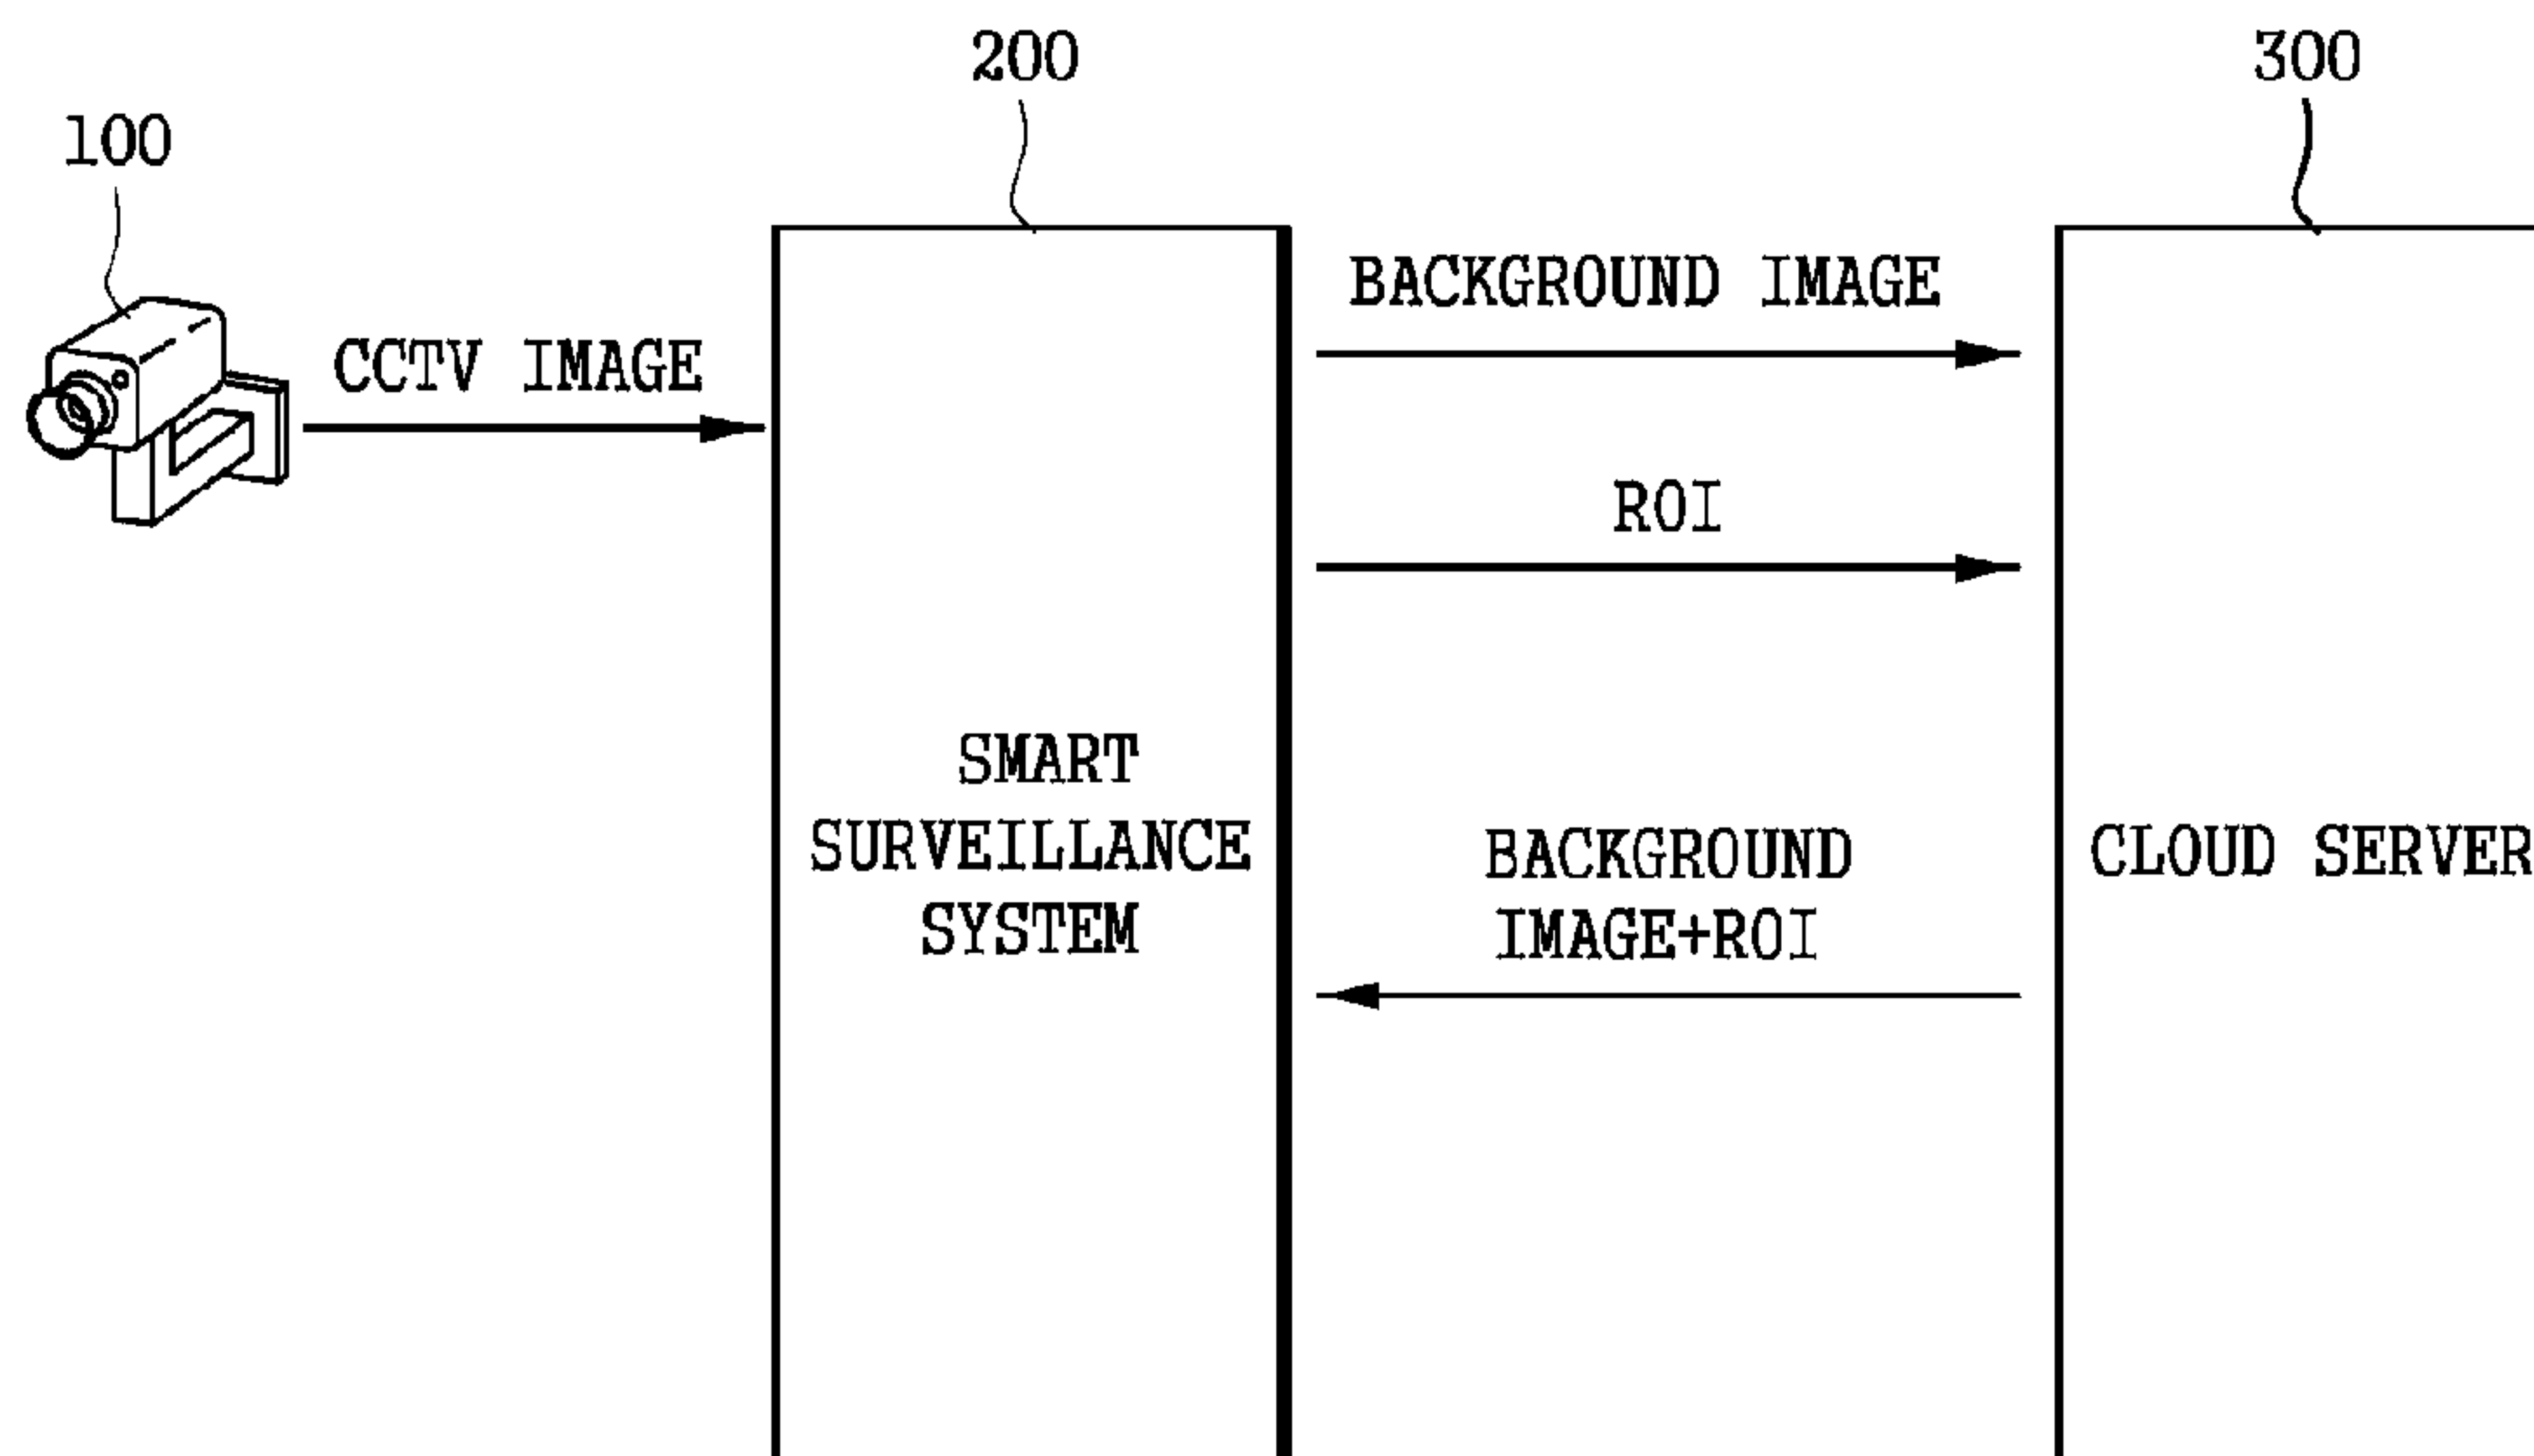 200
300
100
BACKGROUND IMAGE
CCTV IMAGE
ROI
SMART
SURVEILLANCE
SYSTEM
BACKGROUND
IMAGE+ROI
CLOUD SERVER